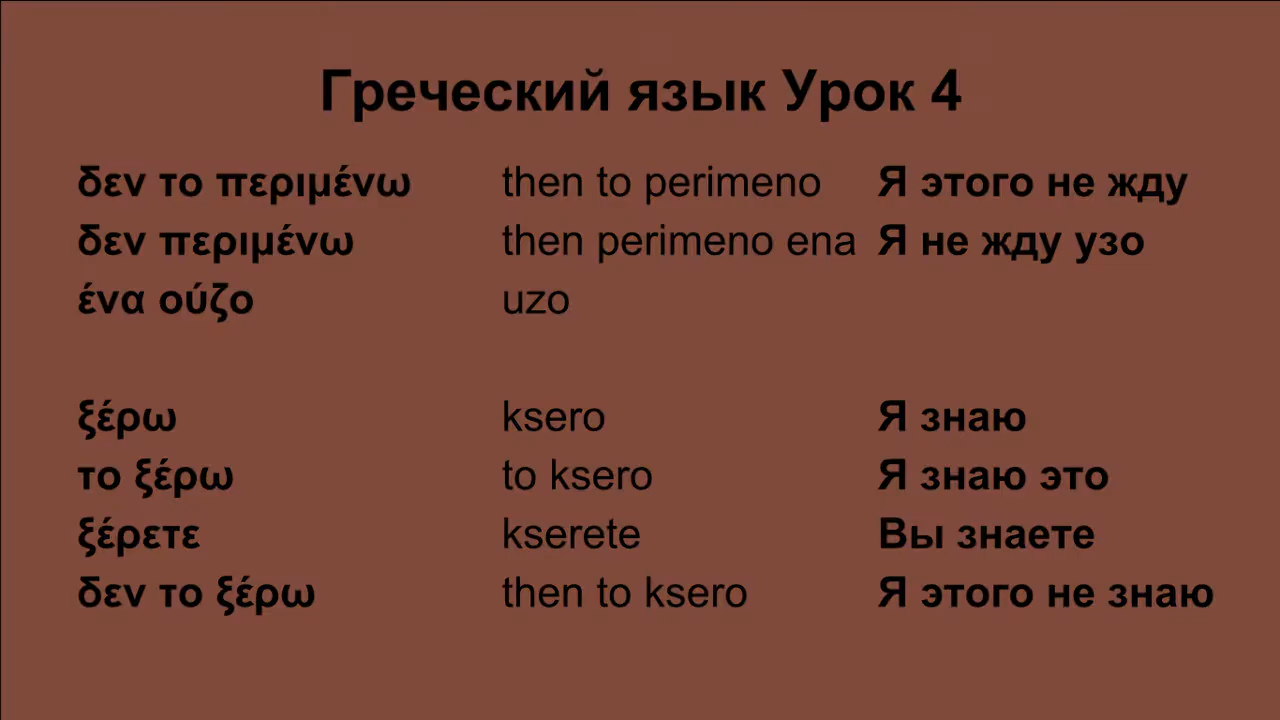 Греческий язык Урок 4
δεν το περιμένω then to perimeno Я этого не жду
δεν περιμένω then perimeno ena Я не жду узо
ένα ούζο uzo
ξέρω ksero Я знаю
το ξέρω to ksero Я знаю это
ξέρετε kserete Вы знаете
δεν το ξέρω then to ksero Я этого не знаю